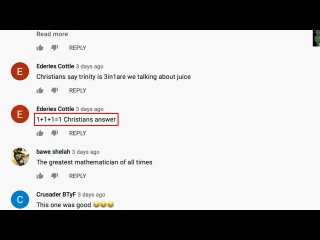 Read more
REPLY
Ederies Cottle 3 days ago
Christians say trinity is 3in1are we talking about juice
REPLY
E
Ederies Cottle 3 days ago
1+1+1=1 Christians answer
E
REPLY
bawe shelah 3 days ago
The greatest mathematician of all times
REPLY
Crusader BTyF 3 days ago
C
This one was good 😂😂😂